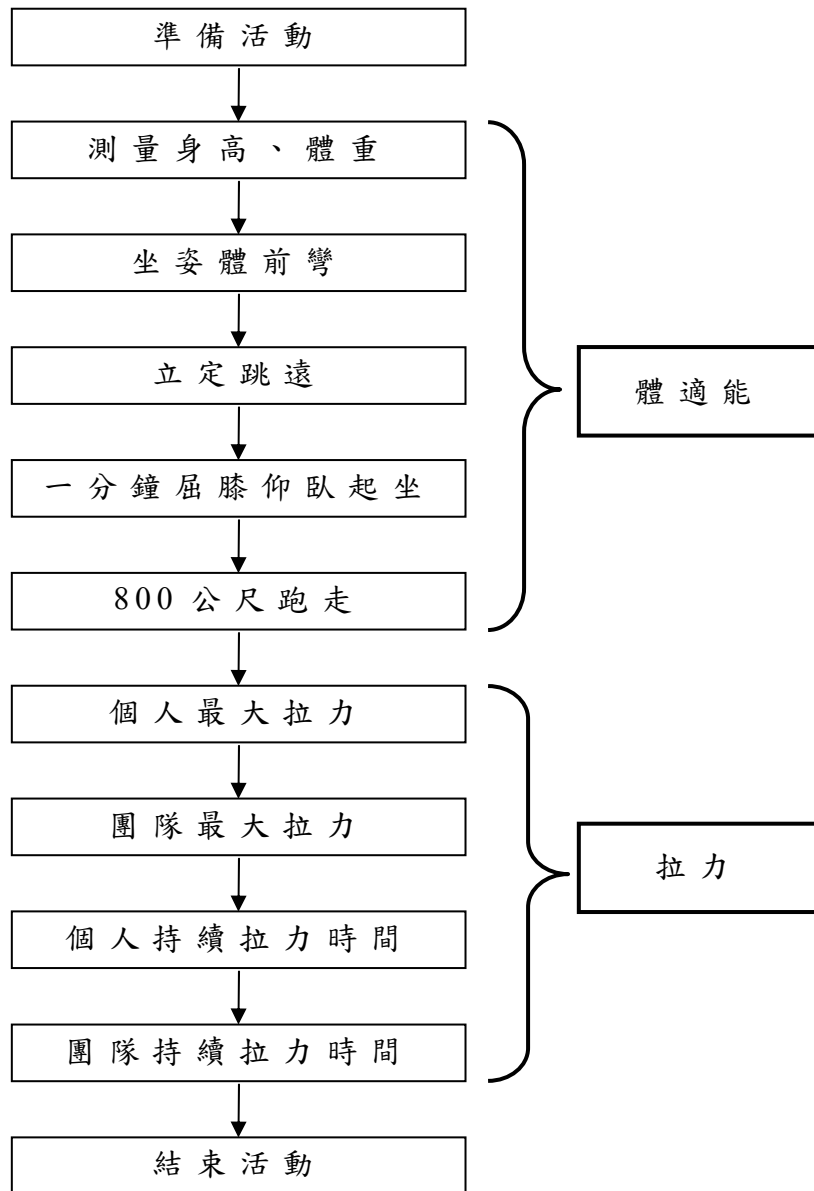 準備活動
測量身高、體重
坐姿體前彎
立定跳遠
體適能
一分鐘屈膝仰臥起坐
800公尺跑走
個人最大拉力
團隊最大拉力
拉力
個人持續拉力時間
團隊持續拉力時間
結束活動